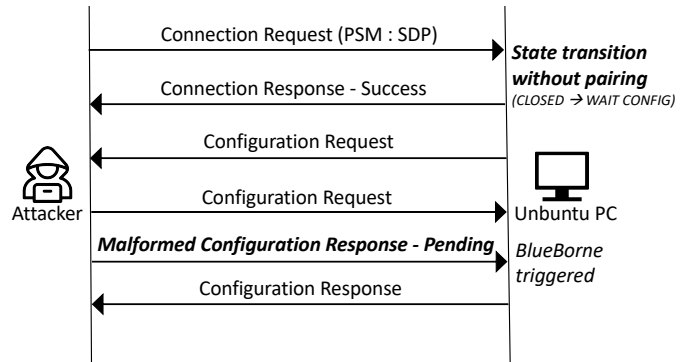 Connection Request (PSM : SDP)
State transition
without pairing
(CLOSED → WAIT CONFIG)
Connection Response - Success
Configuration Request
Attacker
Configuration Request
Unbuntu PC
Malformed Configuration Response - Pending
BlueBorne
triggered
Configuration Response